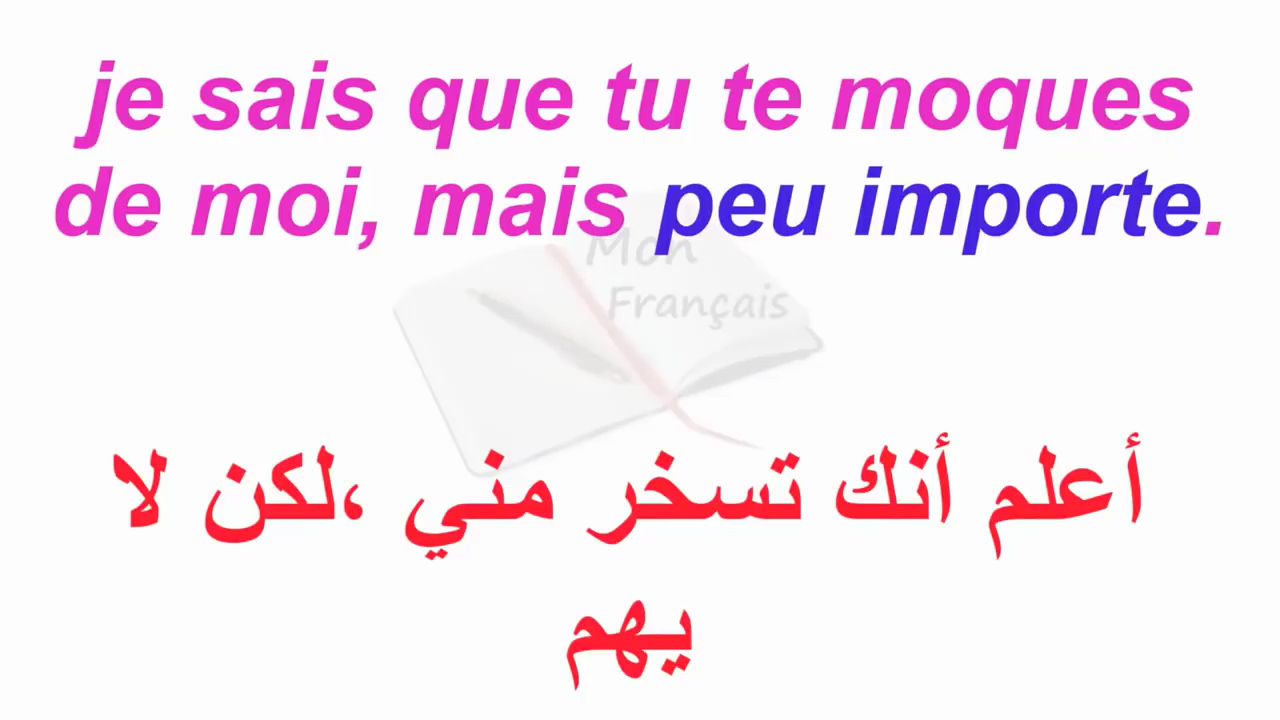 je sais que tu te moques
de moi, mais peu importe.
Mon
Français
أعلم أنك تسخر مني ،لكن لا
يهم